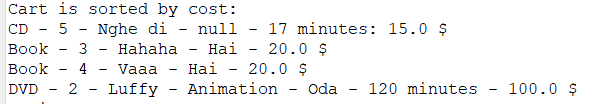 Cart is sorted by cost:
CD - 5 - Nghe di - null - 17 minutes: 15.0 $
Book - 3 - Hahaha - Hai - 20.0 $
Book - 4 - Vaaa - Hai - 20.0 $
DVD - 2 - Luffy - Animation - Oda - 120 minutes - 100.0 $